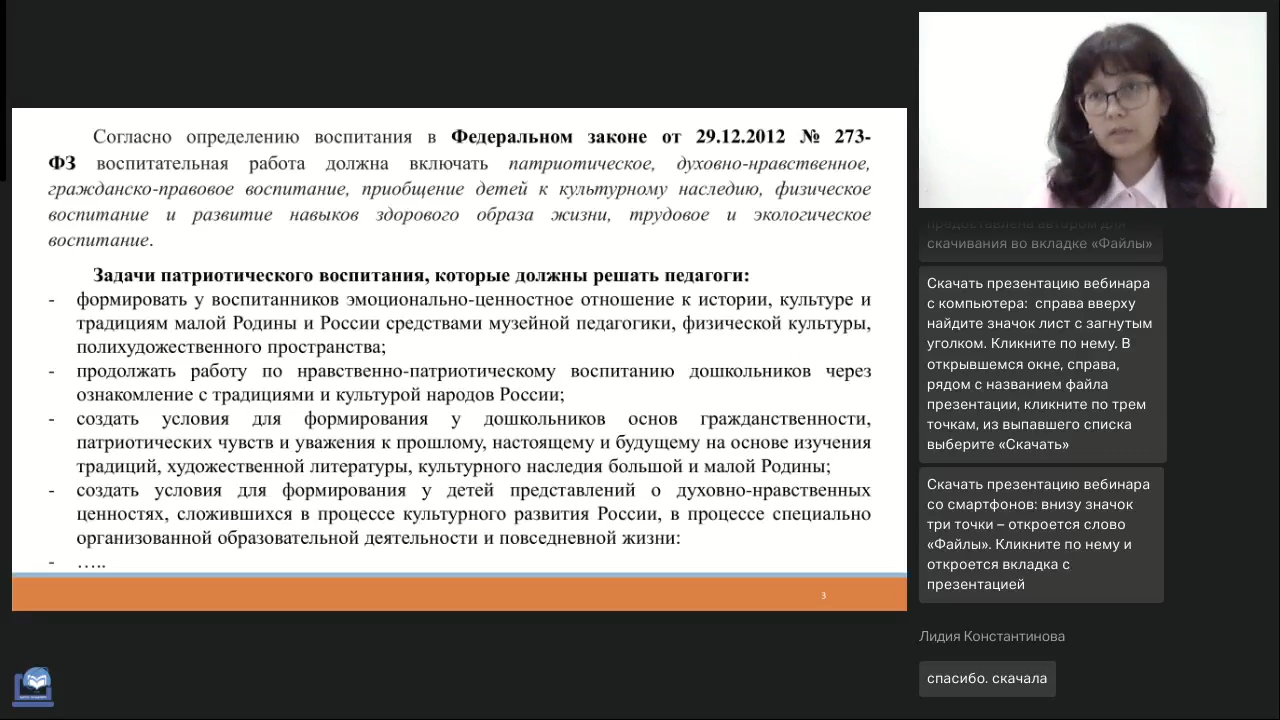 Согласно определению воспитания в Федеральном законе от 29.12.2012 № 273-
ФЗ воспитательная работа должна включать патриотическое, духовно-нравственное,
гражданско-правовое воспитание, приобщение детей к культурному наследию, физическое
воспитание и развитие навыков здорового образа жизни, трудовое и экологическое
воспитание.
Задачи патриотического воспитания, которые должны решать педагоги:
- формировать у воспитанников эмоционально-ценностное отношение к истории, культуре и
традициям малой Родины и России средствами музейной педагогики, физической культуры,
полихудожественного пространства;
- продолжать работу по нравственно-патриотическому воспитанию дошкольников через
ознакомление с традициями и культурой народов России;
- создать условия для формирования у дошкольников основ гражданственности,
патриотических чувств и уважения к прошлому, настоящему и будущему на основе изучения
традиций, художественной литературы, культурного наследия большой и малой Родины;
- создать условия для формирования у детей представлений о духовно-нравственных
ценностях, сложившихся в процессе культурного развития России, в процессе специально
организованной образовательной деятельности и повседневной жизни:
- …..
3
предоставлена автором для
скачивания во вкладке «Файлы»
Скачать презентацию вебинара
с компьютера: справа вверху
найдите значок лист с загнутым
уголком. Кликните по нему. В
открывшемся окне, справа,
рядом с названием файла
презентации, кликните по трем
точкам, из выпавшего списка
выберите «Скачать»
Скачать презентацию вебинара
со смартфонов: внизу значок
три точки – откроется слово
«Файлы». Кликните по нему и
откроется вкладка с
презентацией
Лидия Константинова
спасибо. скачала